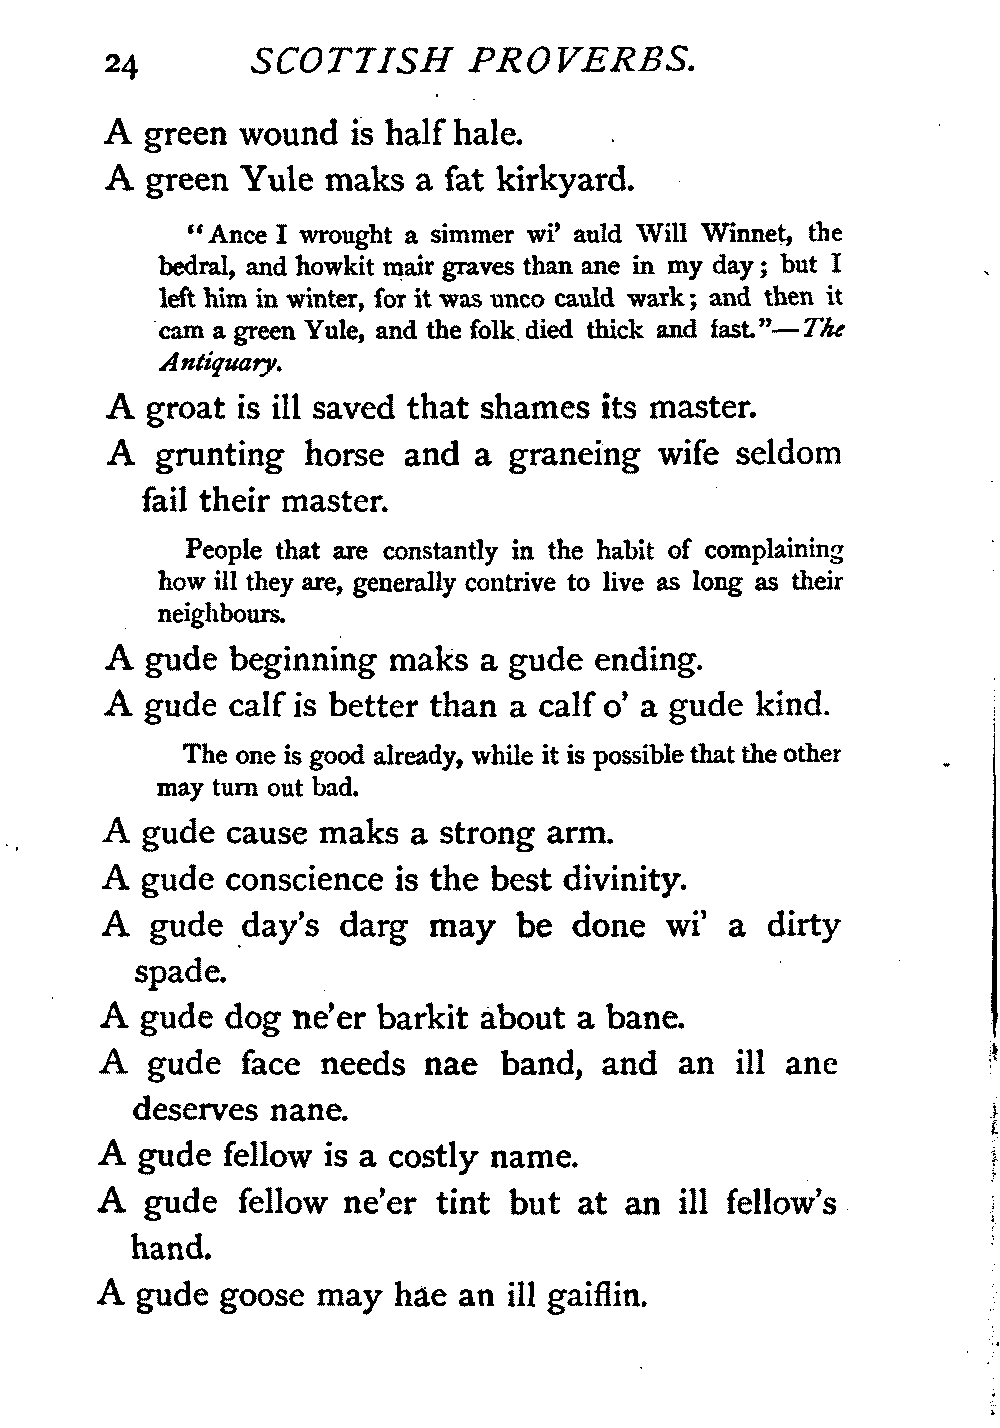 24 SCOTTISH PROVERBS.
A green wound is half hale.
A green Yule maks a fat kirkyard.
"Ance I wrought a simmer wi' auld Will Winnet, the
bedral, and howkit mair graves than ane in my day; but I
left him in winter, for it was unco cauld wark; and then it
cam a green Yule, and the folk died thick and fast."—The
Antiquary.
A groat is ill saved that shames its master.
A grunting horse and a graneing wife seldom
fail their master.
People that are constantly in the habit of complaining
how ill they are, generally contrive to live as long as their
neighbours.
A gude beginning maks a gude ending.
A gude calf is better than a calf o' a gude kind.
The one is good already, while it is possible that the other
may turn out bad.
A gude cause maks a strong arm.
A gude conscience is the best divinity.
A gude day's darg may be done wi' a dirty
spade.
A gude dog ne'er barkit about a bane.
A gude face needs nae band, and an ill ane
deserves nane.
A gude fellow is a costly name.
A gude fellow ne'er tint but at an ill fellow's
hand.
A gude goose may hae an ill gaiflin.